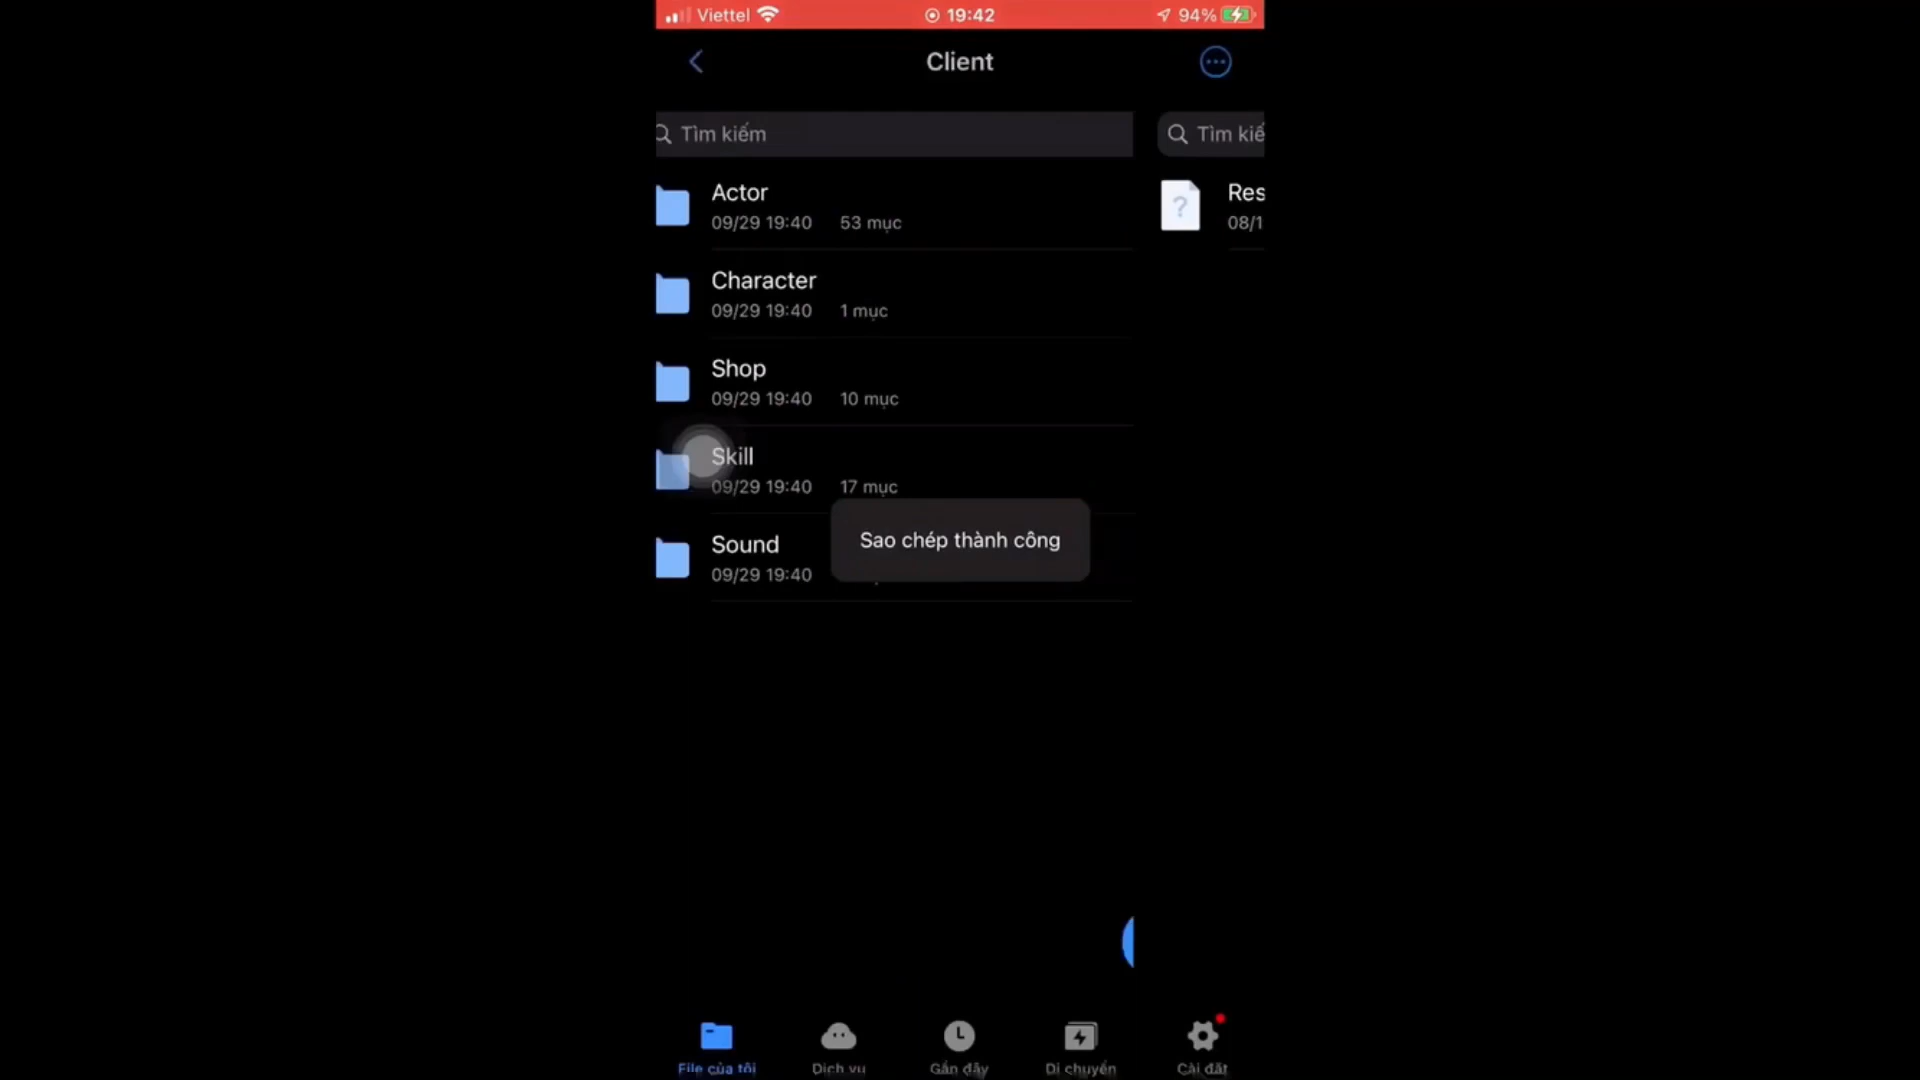 Viettel
19:42
94%
Client
Tìm kiếm
Tìm kiế
Actor
09/29 19:40 53 mục
Res
08/1
Character
09/29 19:40 1 mục
Shop
09/29 19:40 10 mục
Skill
09/29 19:40 17 mục
Sound
09/29 19:40
Sao chép thành công
File của tôi
Dịch vụ
Gần đây
Di chuyển
Cài đặt